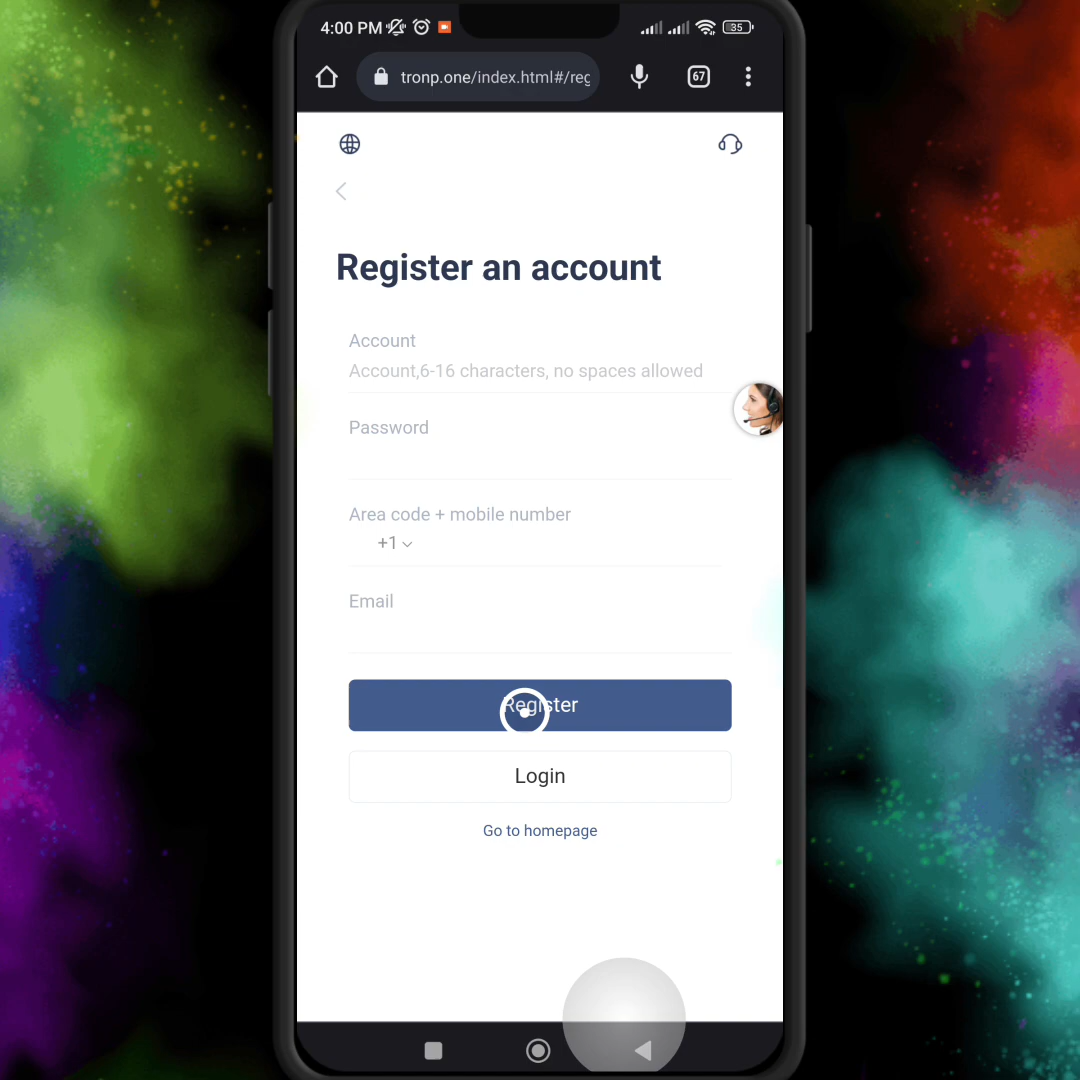 4:00 PM
35
tronp.one/index.html#/reg
67
Register an account
Account
Account,6-16 characters, no spaces allowed
Password
Area code + mobile number
+1
Email
Register
Login
Go to homepage